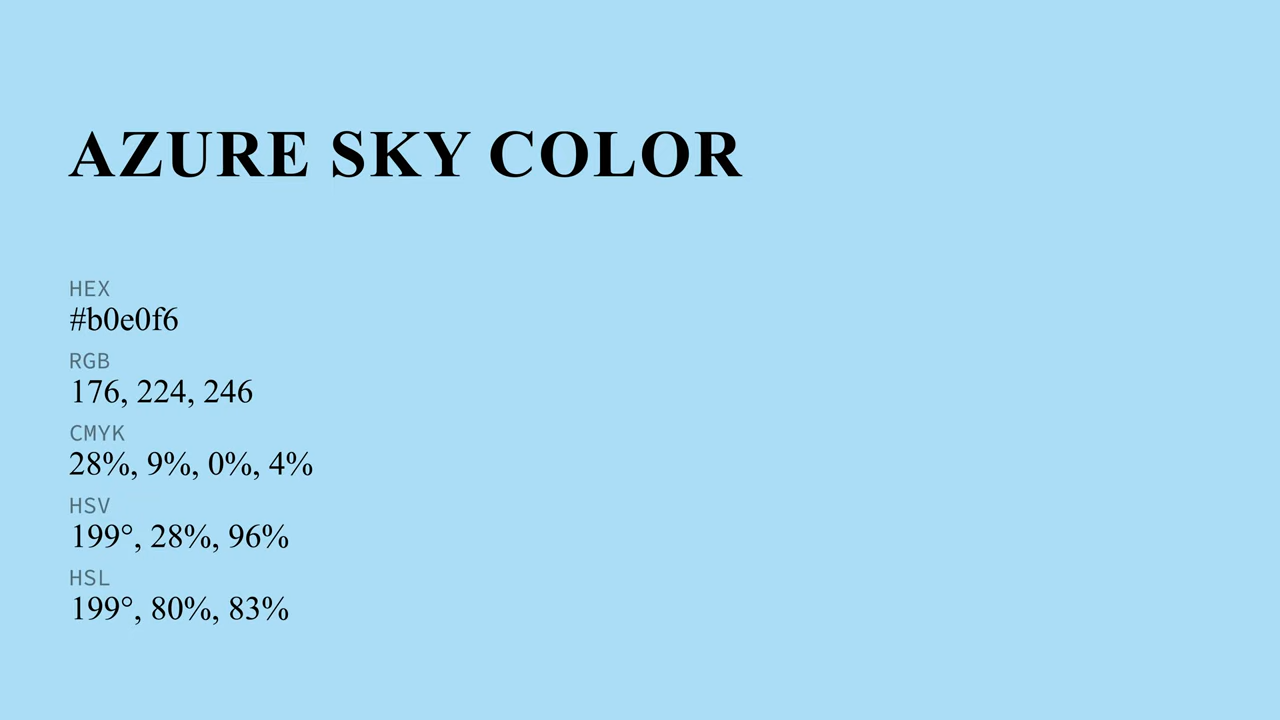 AZURE SKY COLOR
HEX
#b0e0f6
RGB
176, 224, 246
CMYK
28%, 9%, 0%, 4%
HSV
199°, 28%, 96%
HSL
199°, 80%, 83%